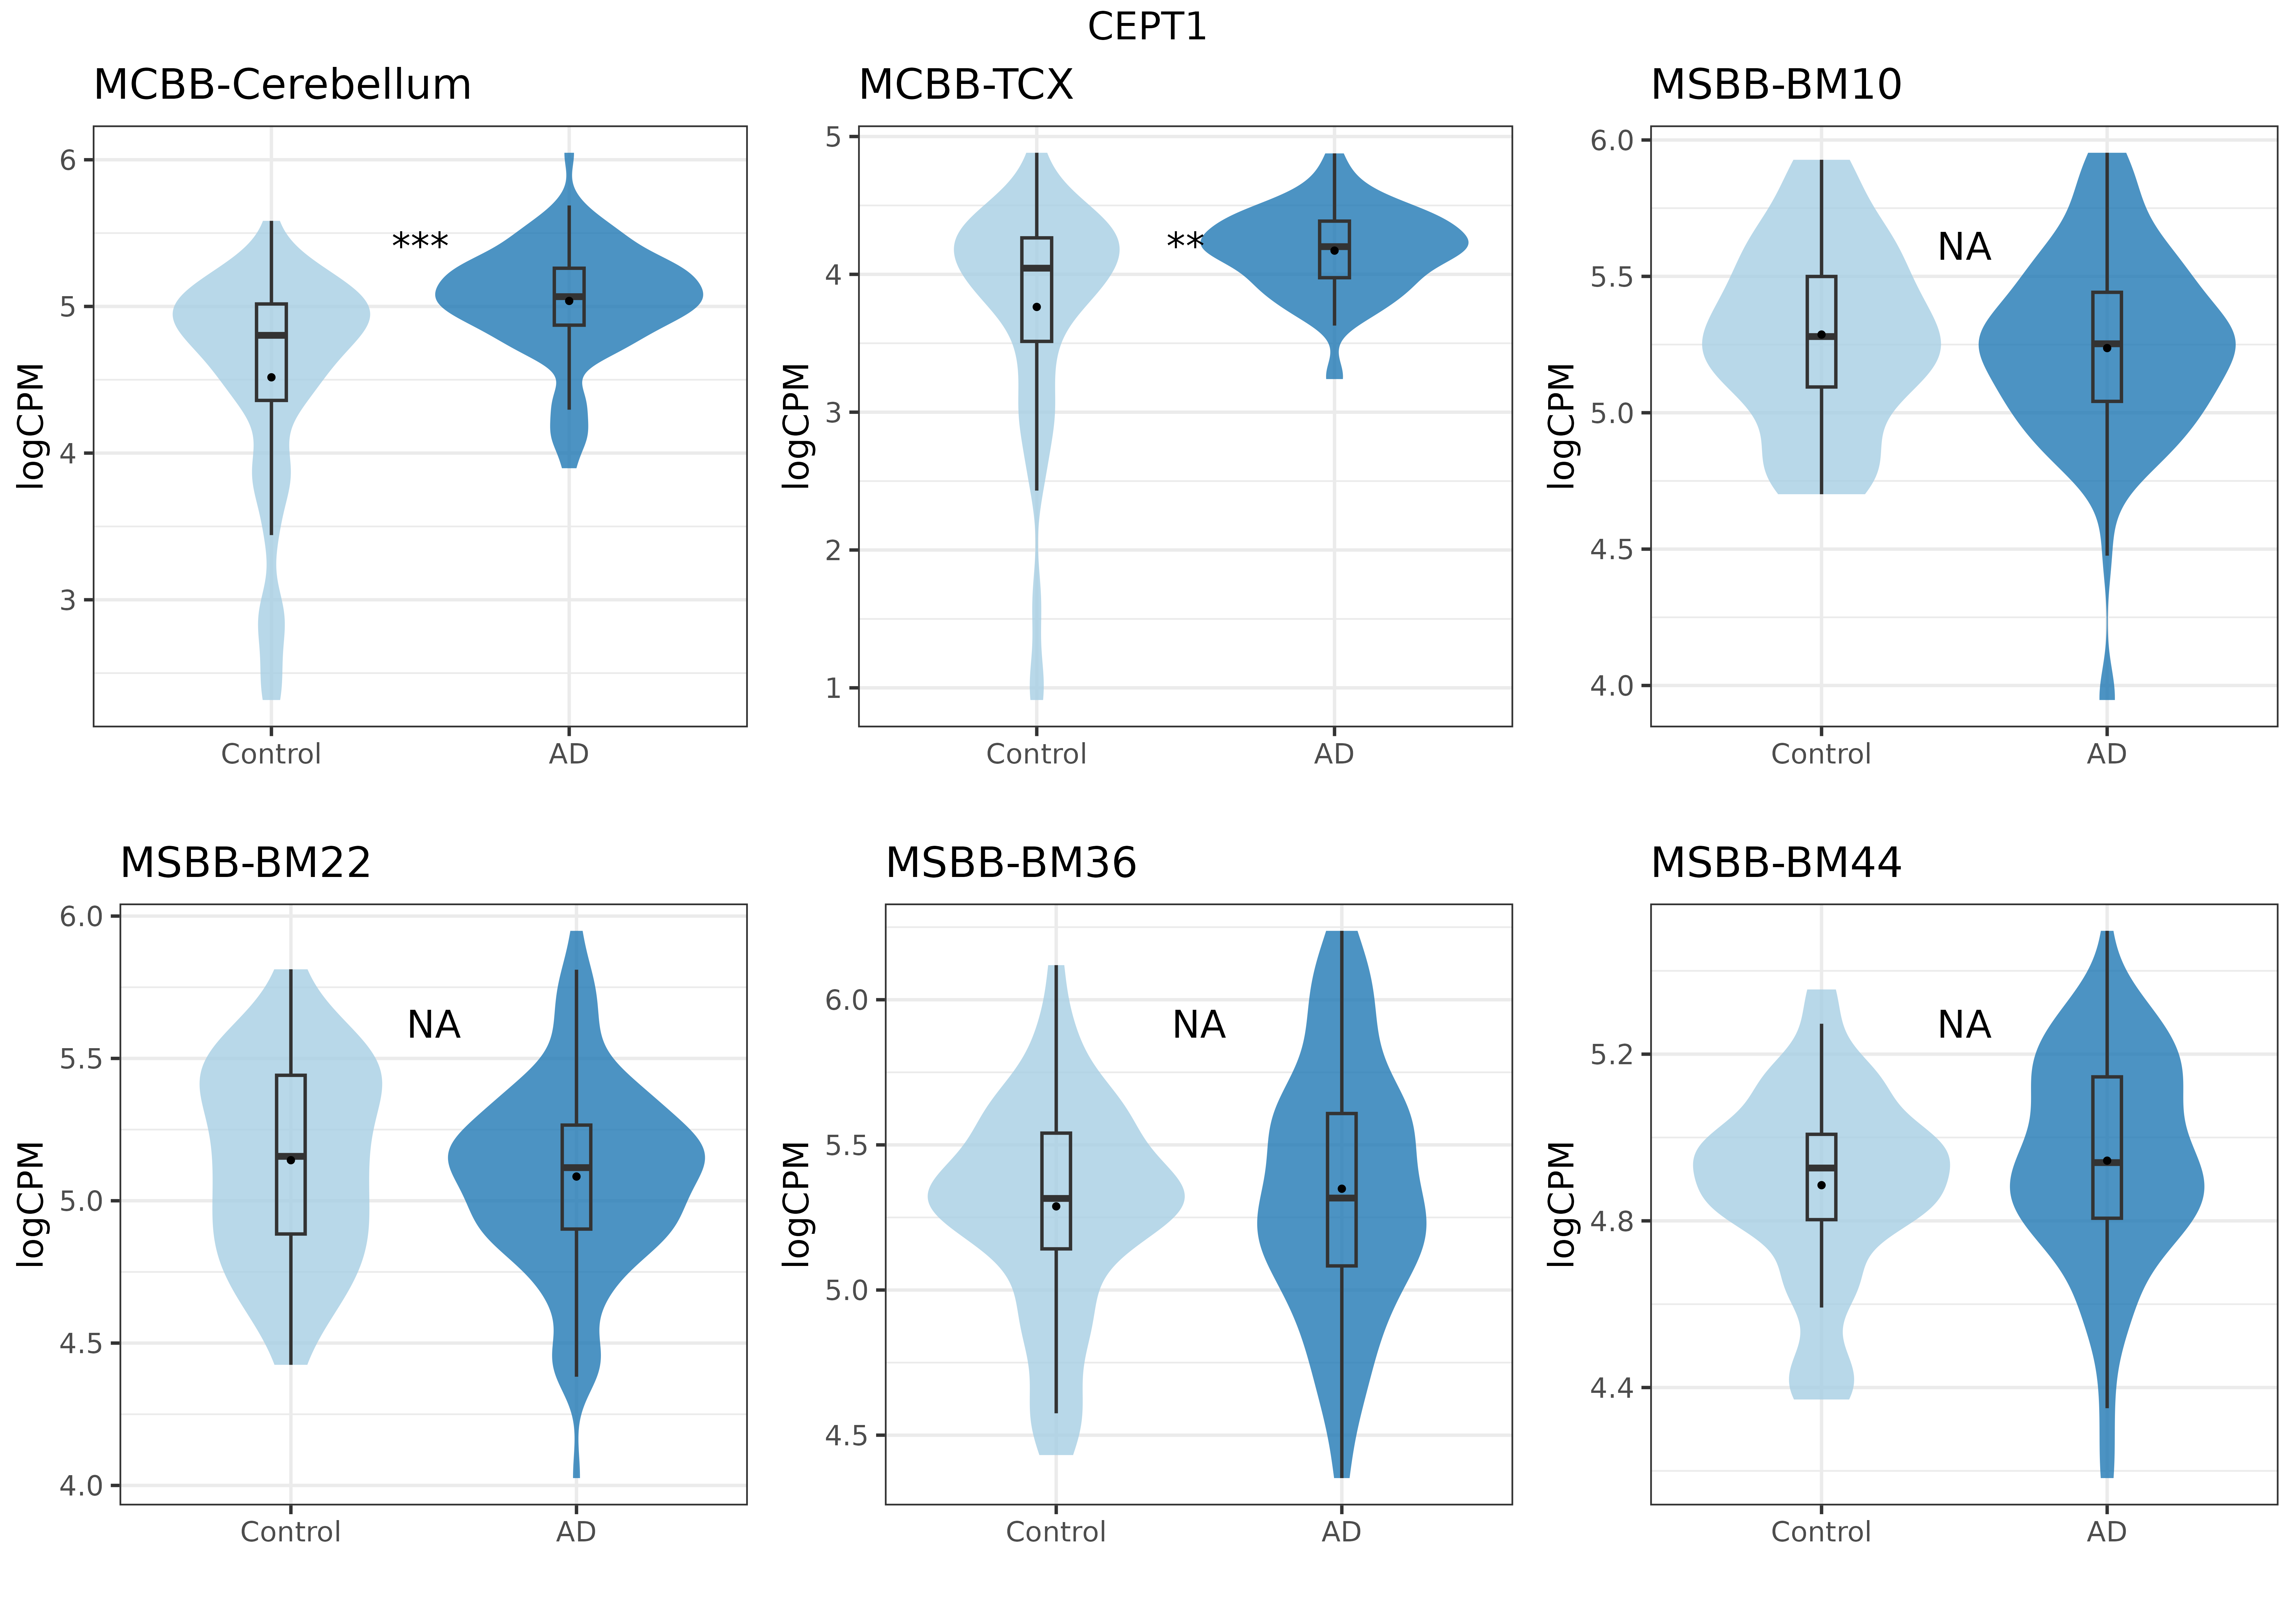 CEPT1
MCBB-Cerebellum
logCPM
6
5
4
3
***
Control AD
MCBB-TCX
logCPM
5
4
3
2
1
**
Control AD
MSBB-BM10
logCPM
6.0
5.5
5.0
4.5
4.0
NA
Control AD
MSBB-BM22
logCPM
6.0
5.5
5.0
4.5
4.0
NA
Control AD
MSBB-BM36
logCPM
6.0
5.5
5.0
4.5
NA
Control AD
MSBB-BM44
logCPM
5.2
4.8
4.4
NA
Control AD